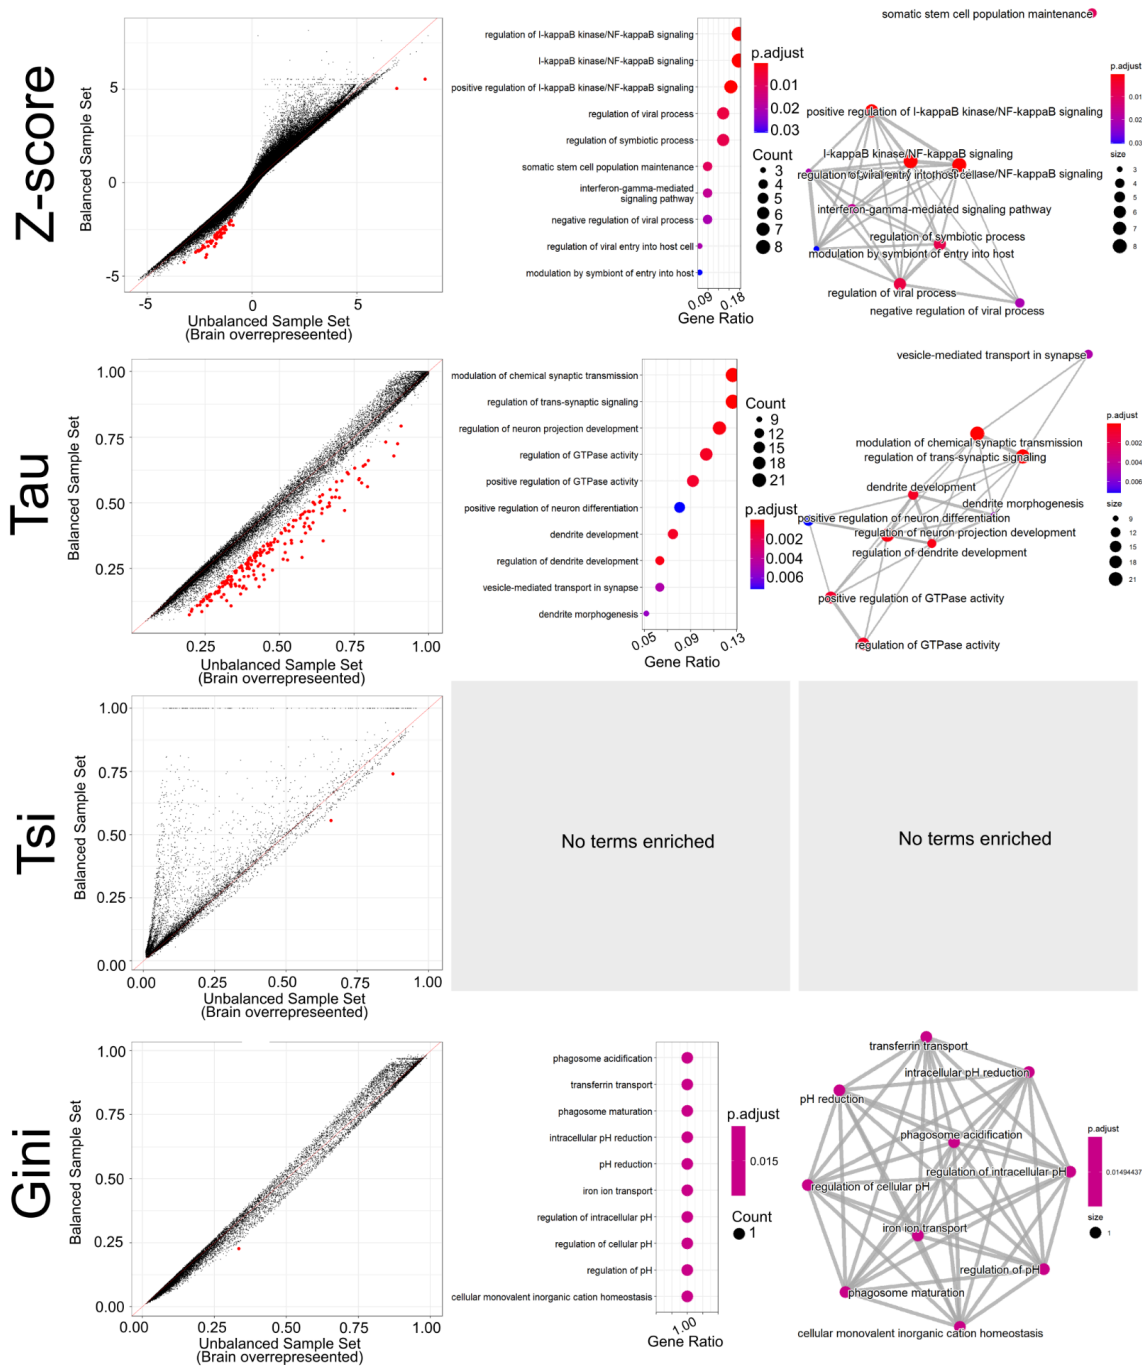 Z-score
Balanced Sample Set
5
0
-5
-5
0
5
Unbalanced Sample Set
(Brain overrepreseented)
regulation of I-kappaB kinase/NF-kappaB signaling
I-kappaB kinase/NF-kappaB signaling
positive regulation of I-kappaB kinase/NF-kappaB signaling
regulation of viral process
regulation of symbiotic process
somatic stem cell population maintenance
interferon-gamma-mediated
signaling pathway
negative regulation of viral process
regulation of viral entry into host cell
modulation by symbiont of entry into host
0.09
0.18
Gene Ratio
p.adjust
0.01
0.02
0.03
Count
3
4
5
6
7
8
somatic stem cell population maintenance
positive regulation of I-kappaB kinase/NF-kappaB signaling
I-kappaB kinase/NF-kappaB signaling
regulation of viral entry into host cell
kinase/NF-kappaB signaling
interferon-gamma-mediated signaling pathway
regulation of symbiotic process
modulation by symbiont of entry into host
regulation of viral process
negative regulation of viral process
p.adjust
0.01
0.02
0.03
size
3
4
5
6
7
8
Tau
Balanced Sample Set
1.00
0.75
0.50
0.25
0.25
0.50
0.75
1.00
Unbalanced Sample Set
(Brain overrepreseented)
modulation of chemical synaptic transmission
regulation of trans-synaptic signaling
regulation of neuron projection development
regulation of GTPase activity
positive regulation of GTPase activity
positive regulation of neuron differentiation
dendrite development
regulation of dendrite development
vesicle-mediated transport in synapse
dendrite morphogenesis
0.05
0.09
0.13
Gene Ratio
Count
9
12
15
18
21
p.adjust
0.002
0.004
0.006
vesicle-mediated transport in synapse
modulation of chemical synaptic transmission
regulation of trans-synaptic signaling
dendrite development
dendrite morphogenesis
positive regulation of neuron differentiation
regulation of neuron projection development
regulation of dendrite development
positive regulation of GTPase activity
regulation of GTPase activity
p.adjust
0.002
0.004
0.006
size
9
12
15
18
21
Tsi
Balanced Sample Set
1.00
0.75
0.50
0.25
0.00
0.00
0.25
0.50
0.75
1.00
Unbalanced Sample Set
(Brain overrepreseented)
No terms enriched
No terms enriched
Gini
Balanced Sample Set
1.00
0.75
0.50
0.25
0.00
0.00
0.25
0.50
0.75
1.00
Unbalanced Sample Set
(Brain overrepreseented)
phagosome acidification
transferrin transport
phagosome maturation
intracellular pH reduction
pH reduction
iron ion transport
regulation of intracellular pH
regulation of cellular pH
regulation of pH
cellular monovalent inorganic cation homeostasis
1.00
Gene Ratio
p.adjust
0.015
Count
1
transferrin transport
intracellular pH reduction
pH reduction
phagosome acidification
regulation of intracellular pH
regulation of cellular pH
iron ion transport
regulation of pH
phagosome maturation
cellular monovalent inorganic cation homeostasis
p.adjust
0.01494437
size
1